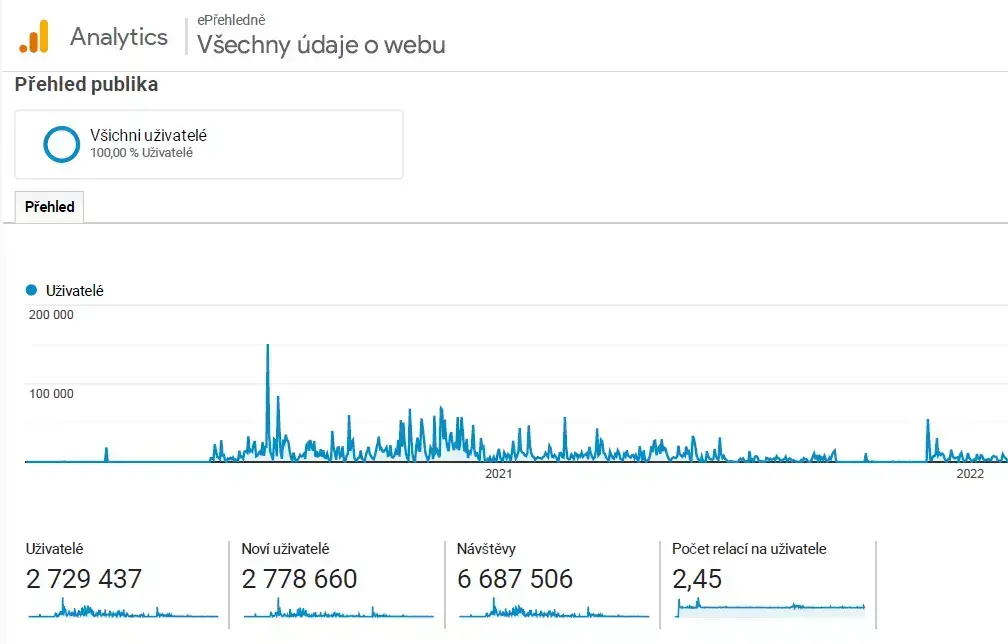 Analytics
ePřehledně
Všechny údaje o webu
Přehled publika
Všichni uživatelé
100,00 % Uživatelé
Přehled
Uživatelé
200 000
100 000
2021
2022
Uživatelé
2 729 437
Noví uživatelé
2 778 660
Návštěvy
6 687 506
Počet relací na uživatele
2,45